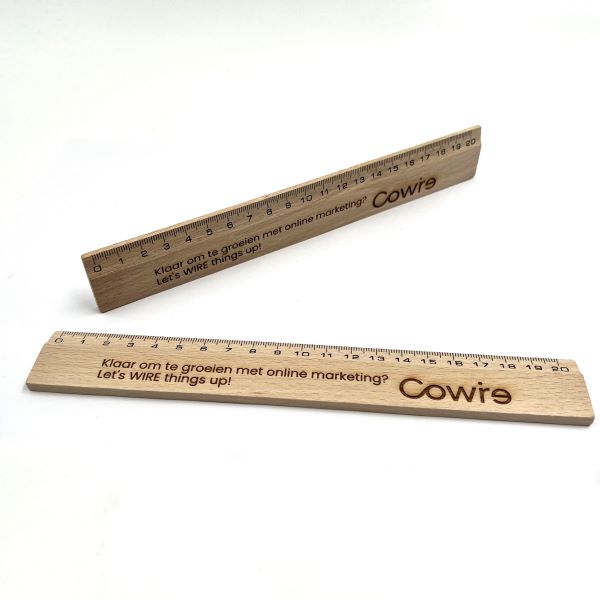 0 1 2 3 4 5 6 7 8 9 10 11 12 13 14 15 16 17 18 19 20
Klaar om te groeien met online marketing?
Let's WIRE things up!
Cowire
0 1 2 3 4 5 6 7 8 9 10 11 12 13 14 15 16 17 18 19 20
Klaar om te groeien met online marketing?
Let's WIRE things up!
Cowire